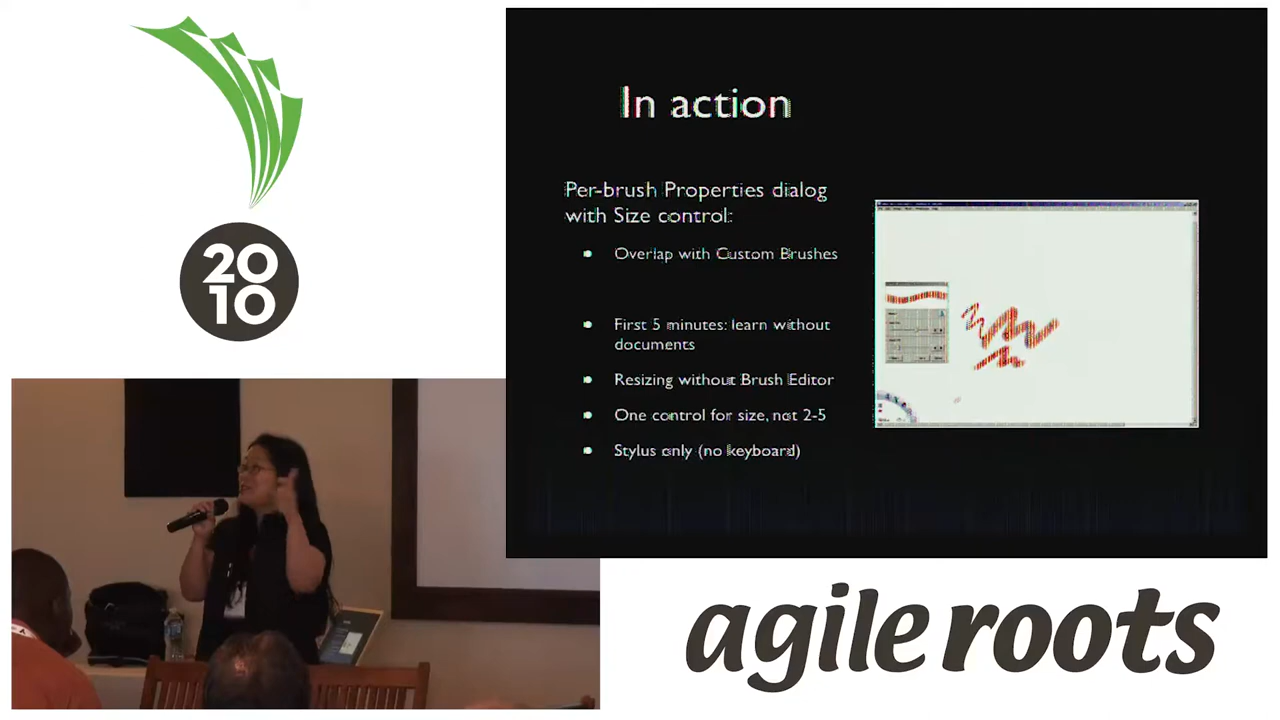 20
10
In action
Per-brush Properties dialog
with Size control:
Overlap with Custom Brushes
First 5 minutes: learn without
documents
Resizing without Brush Editor
One control for size, not 2-5
Stylus only (no keyboard)
agile roots